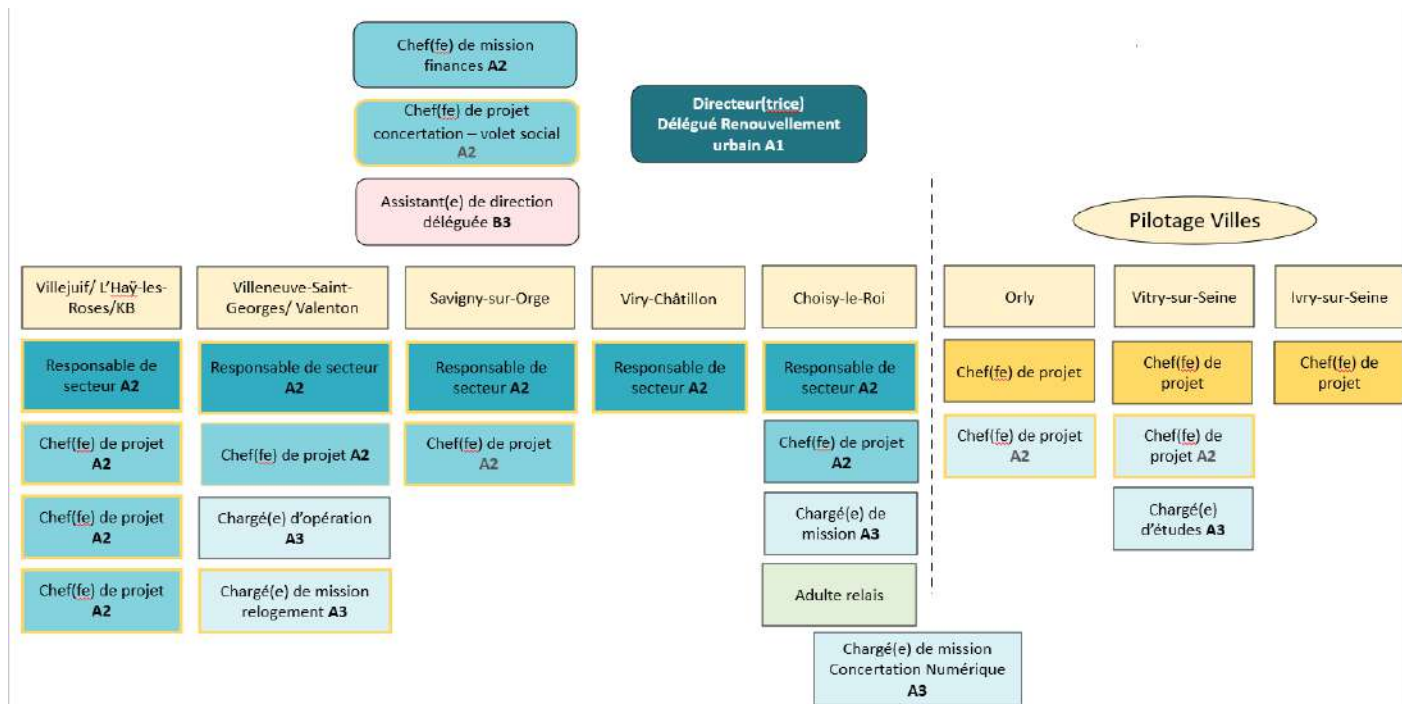 Chef(fe) de mission
finances A2
Chef(fe) de projet
concertation – volet social
A2
Assistant(e) de direction
déléguée B3
Directeur(trice)
Délégué Renouvellement
urbain A1
Pilotage Villes
Villejuif/ L'Haÿ-les-
Roses/KB
Responsable de
secteur A2
Chef(fe) de projet
A2
Chef(fe) de projet
A2
Chef(fe) de projet
A2
Villeneuve-Saint-
Georges/ Valenton
Responsable de secteur
A2
Chef(fe) de projet A2
Chargé(e) d'opération
A3
Chargé(e) de mission
relogement A3
Savigny-sur-Orge
Responsable de
secteur A2
Chef(fe) de projet
A2
Viry-Châtillon
Responsable de
secteur A2
Choisy-le-Roi
Responsable de
secteur A2
Chef(fe) de projet
A2
Chargé(e) de
mission A3
Adulte relais
Chargé(e) de mission
Concertation Numérique
A3
Orly
Chef(fe) de projet
Chef(fe) de projet
A2
Vitry-sur-Seine
Chef(fe) de
projet
Chef(fe) de
projet A2
Chargé(e)
d'études A3
Ivry-sur-Seine
Chef(fe) de
projet